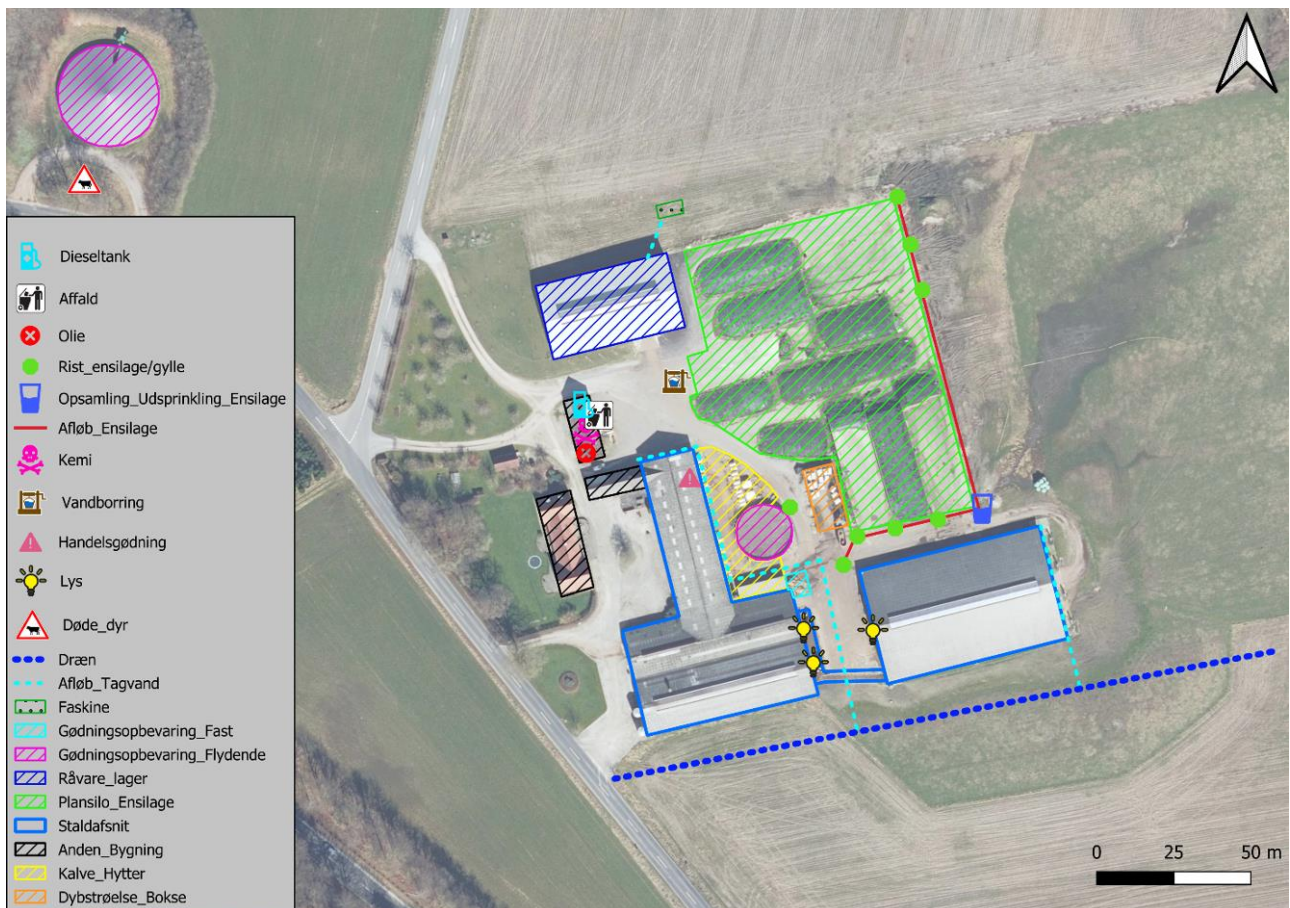 Dieseltank
Affald
Olie
Rist_ensilage/gylle
Opsamling_Udsprinkling_Ensilage
Afløb_Ensilage
Kemi
Vandboring
Handelsgødning
Lys
Døde_dyr
Dræn
Afløb_Tagvand
Faskine
Gødningsopbevaring_Fast
Gødningsopbevaring_Flydende
Råvare_lager
Plansilo_Ensilage
Staldafsnit
Anden_Bygning
Kalve_Hytter
Dybstrøelse_Bokse
0 25 50 m